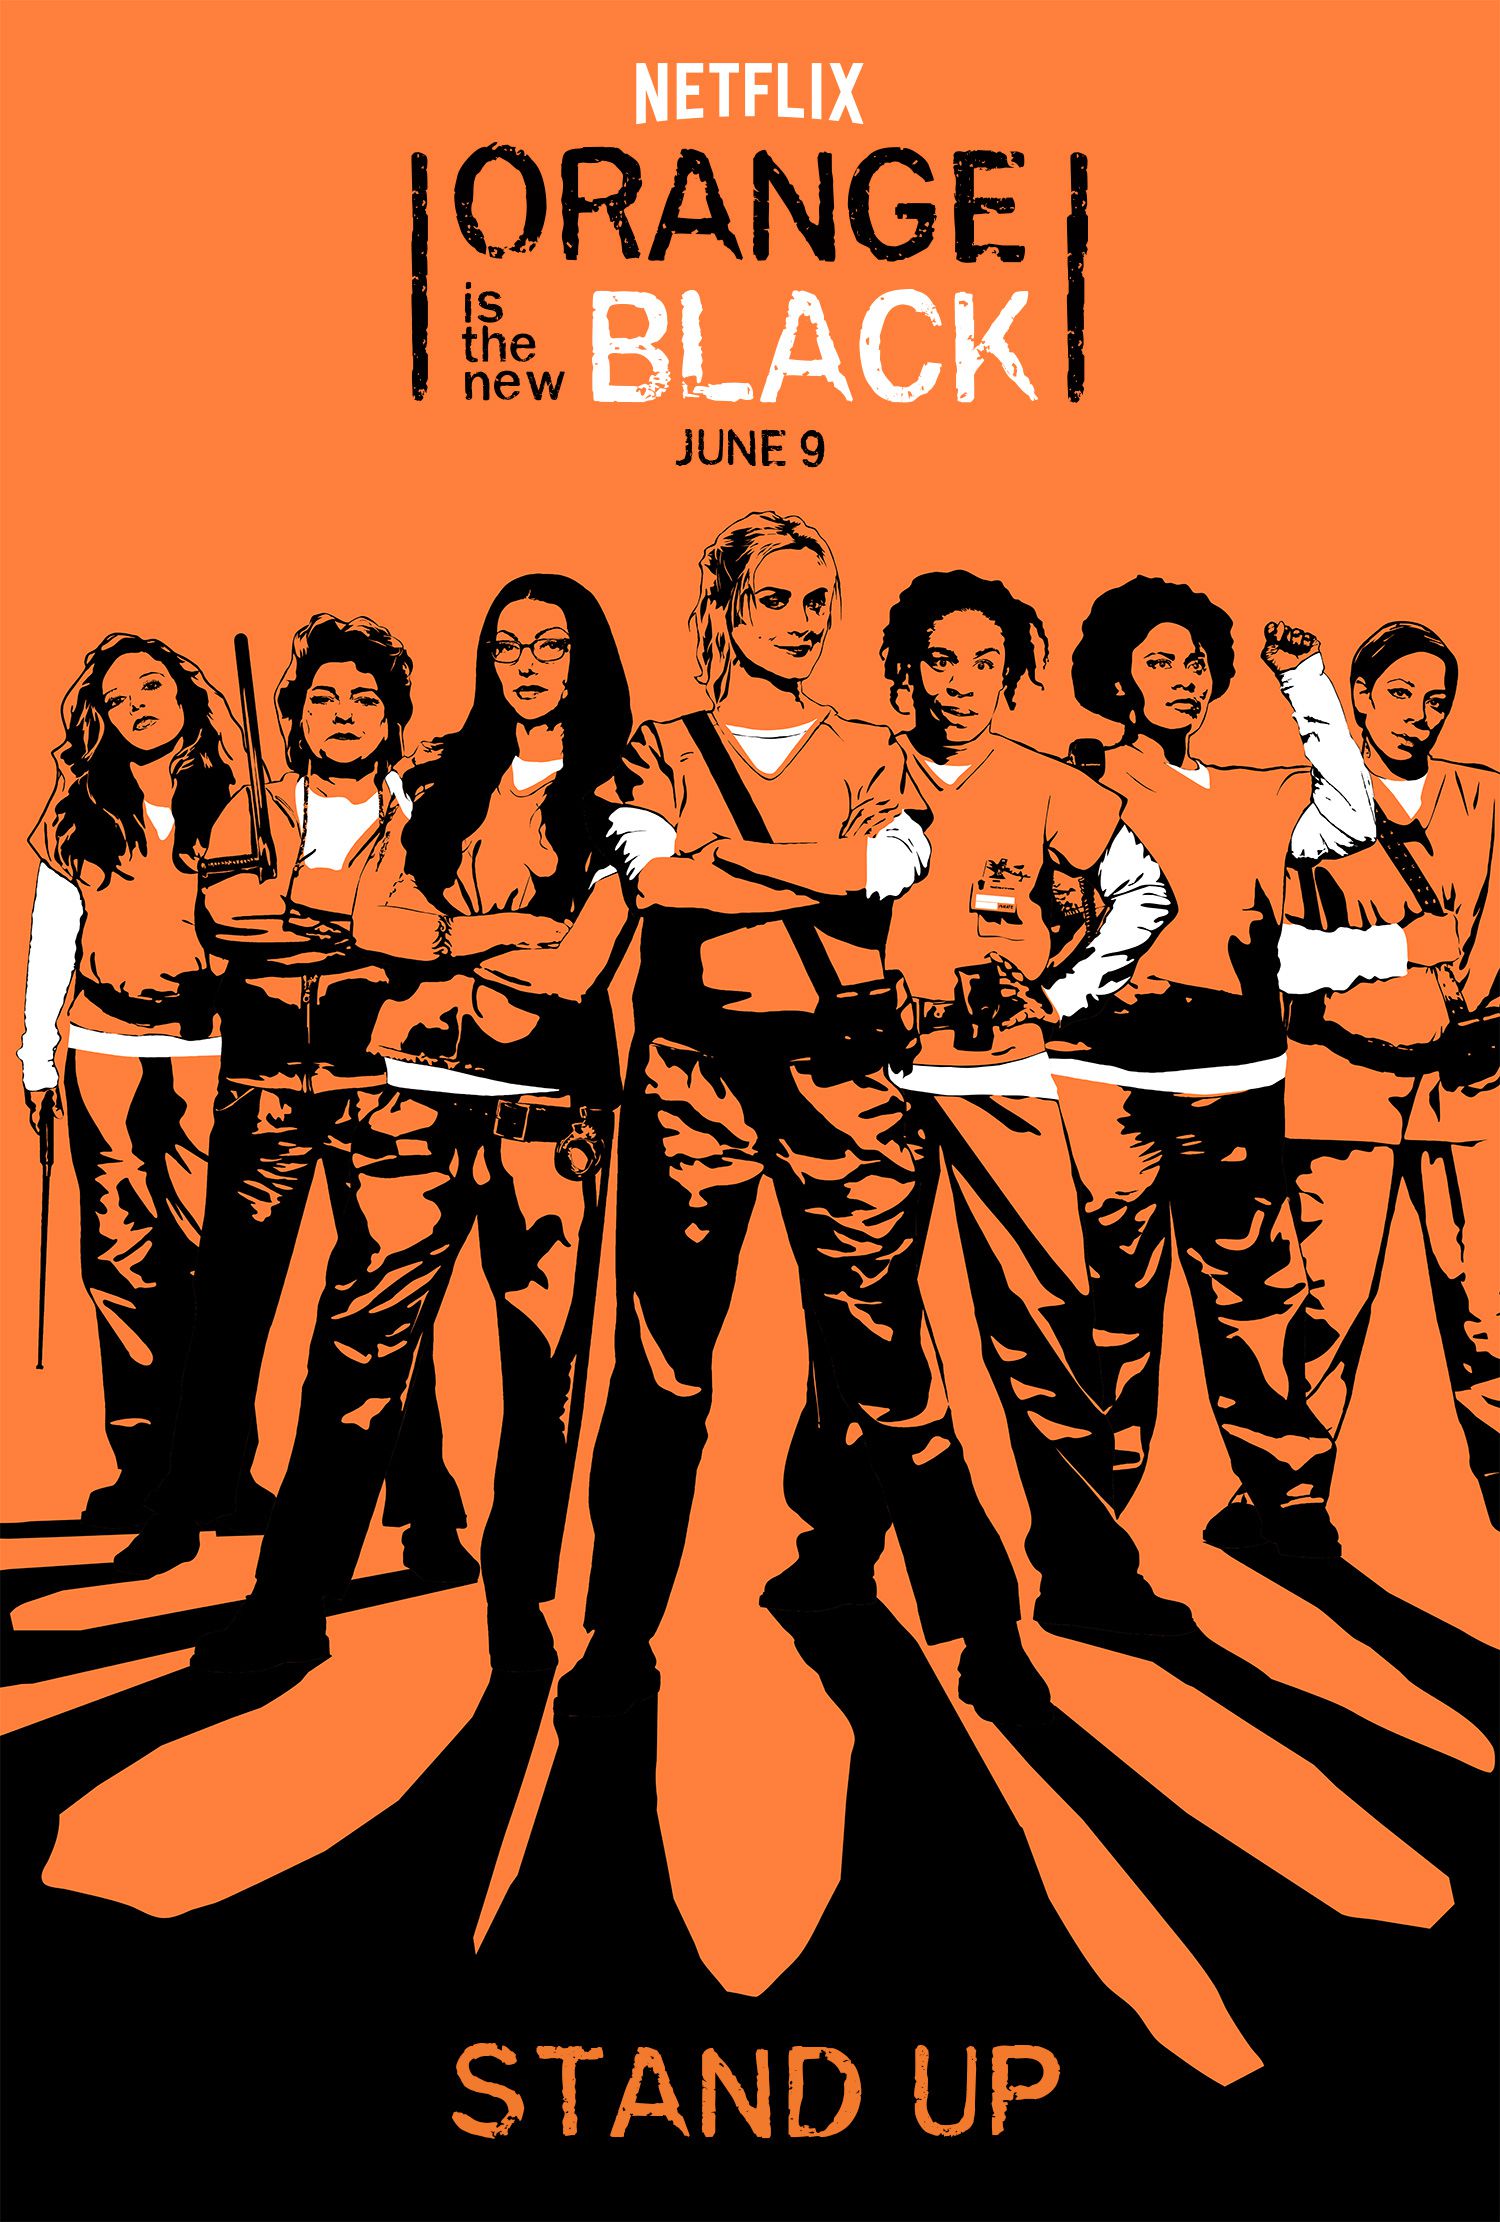 NETFLIX
ORANGE
is
the
new
BLACK
JUNE 9
STAND UP